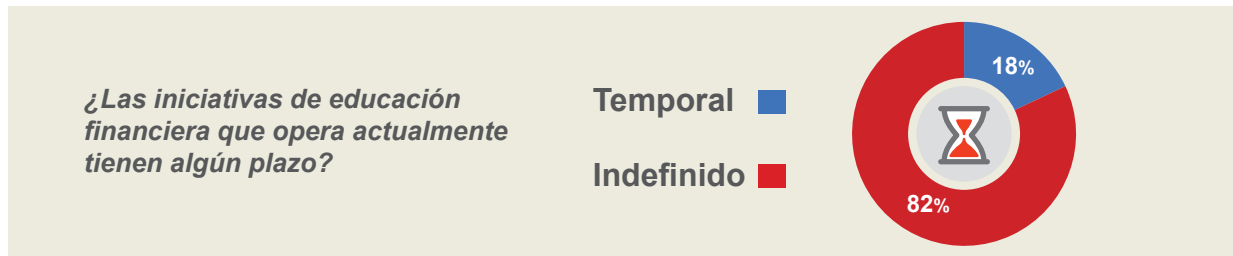 ¿Las iniciativas de educación
financiera que opera actualmente
tienen algún plazo?
Temporal
Indefinido
18%
82%